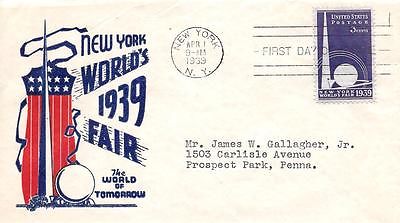 NEW YORK
WORLD'S
1939
FAIR
The
WORLD OF
TOMORROW
NEW YORK
APR 1
9-AM
1939
N. Y.
FIRST DAY O
UNITED STATES
POSTAGE
3 CENTS
NEW YORK
WORLD'S FAIR 1939
Mr. James W. Gallagher, Jr.
1503 Carlisle Avenue
Prospect Park, Penna.